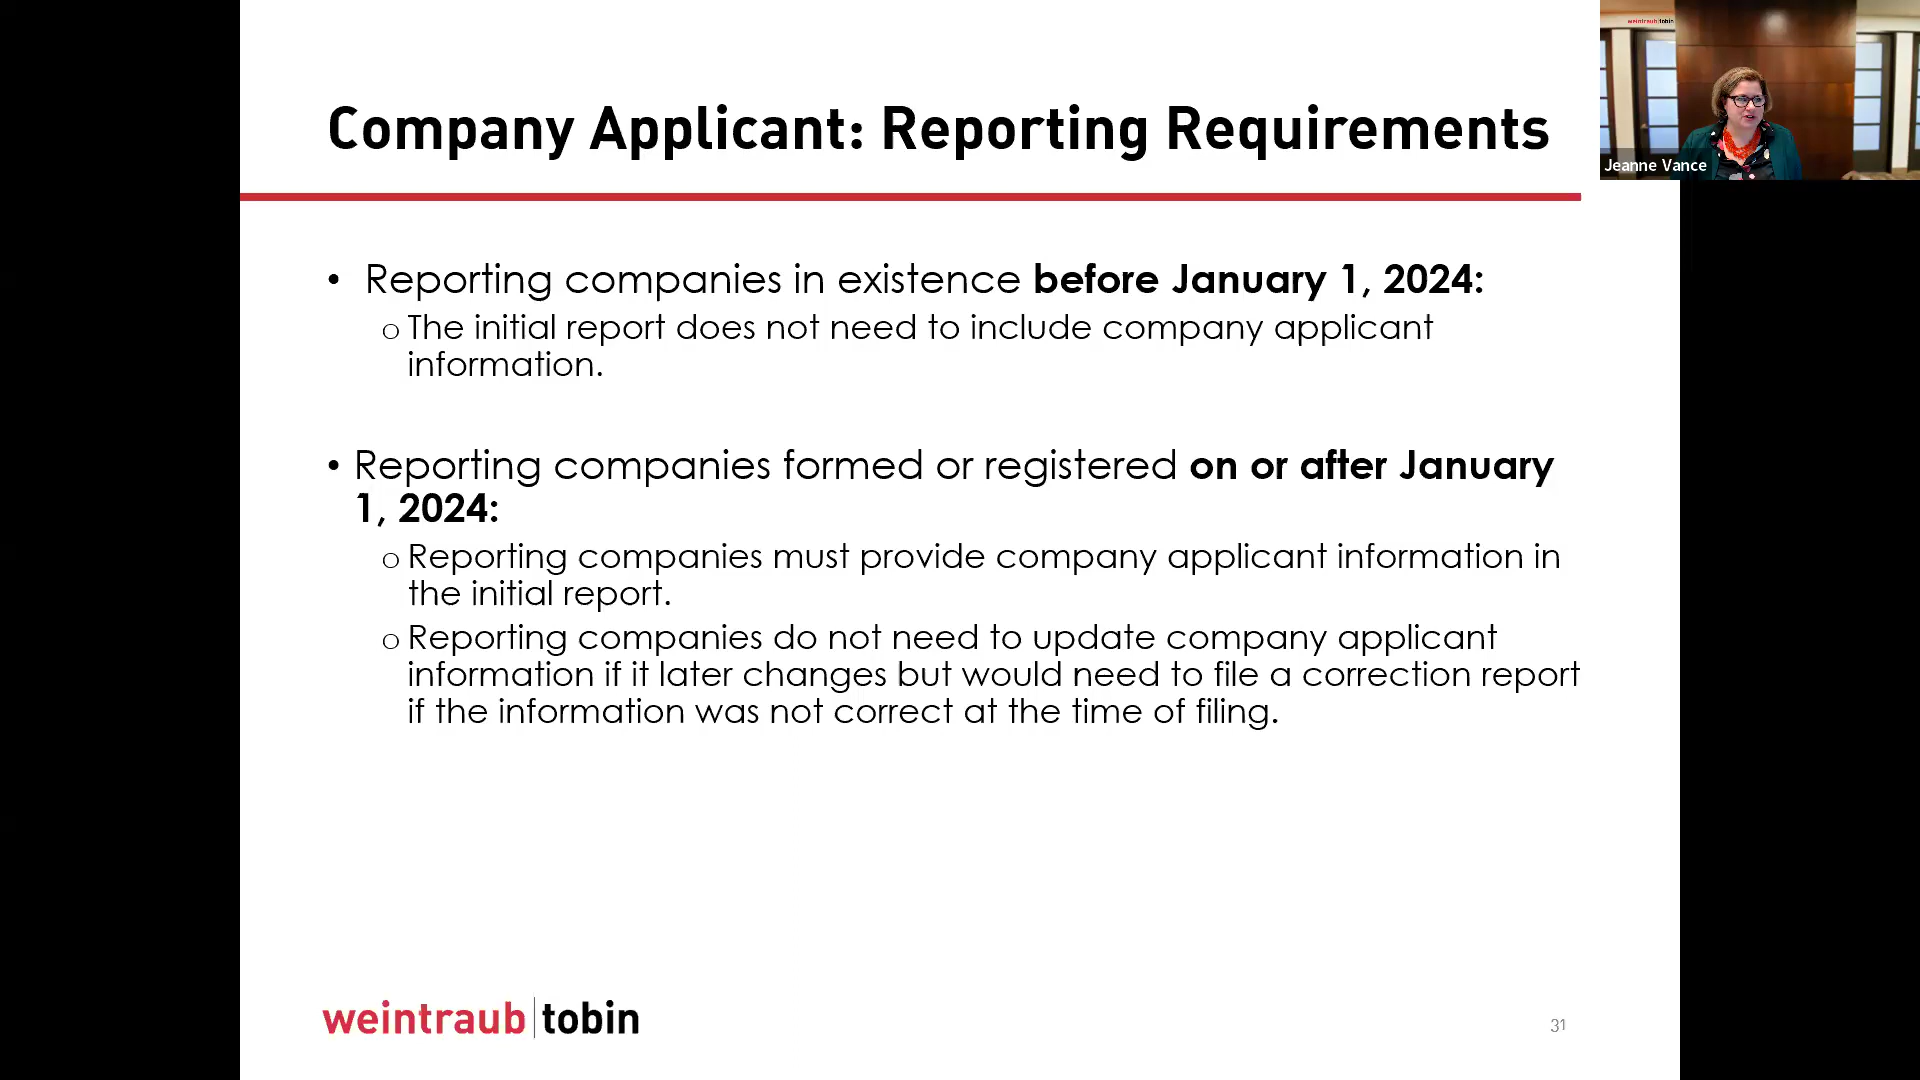 Company Applicant: Reporting Requirements
weintraub tobin
Jeanne Vance
• Reporting companies in existence before January 1, 2024:
o The initial report does not need to include company applicant
information.
• Reporting companies formed or registered on or after January
1, 2024:
o Reporting companies must provide company applicant information in
the initial report.
o Reporting companies do not need to update company applicant
information if it later changes but would need to file a correction report
if the information was not correct at the time of filing.
weintraub|tobin
31